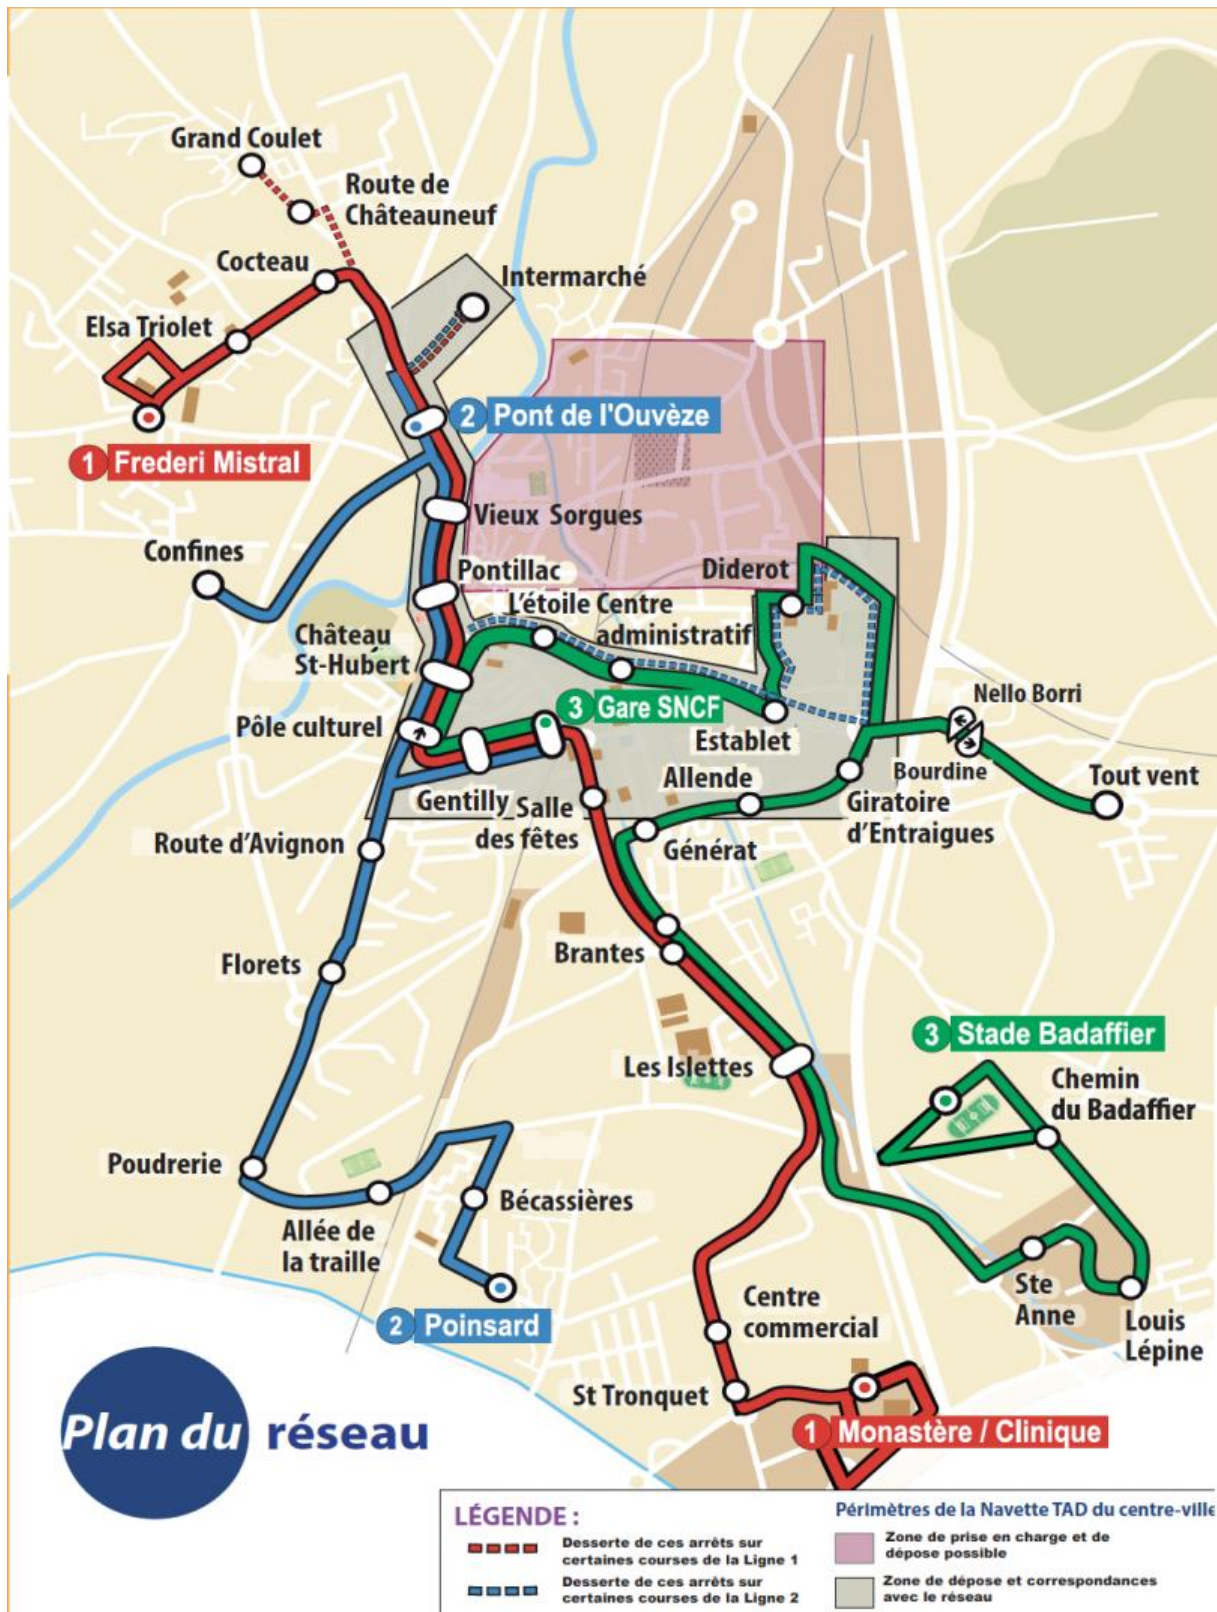 Grand Coulet
Route de
Châteauneuf
Cocteau
Intermarché
Elsa Triolet
2 Pont de l'Ouvèze
1 Frederi Mistral
Vieux Sorgues
Confines
Pontillac
Diderot
L'étoile Centre
administratif
Château
St-Hubert
Nello Borri
3 Gare SNCF
Pôle culturel
Establet
Bourdine
Tout vent
Allende
Gentilly
Salle
des fêtes
Giratoire
d'Entraigues
Route d'Avignon
Générat
Brantes
Florets
3 Stade Badaffier
Les Islettes
Chemin
du Badaffier
Poudrerie
Bécassières
Allée de
la traille
Ste
Anne
Centre
commercial
Louis
Lépine
2 Poinsard
St Tronquet
1 Monastère / Clinique
Plan du réseau
LÉGENDE :
Desserte de ces arrêts sur
certaines courses de la Ligne 1
Desserte de ces arrêts sur
certaines courses de la Ligne 2
Périmètres de la Navette TAD du centre-ville
Zone de prise en charge et de
dépose possible
Zone de dépose et correspondances
avec le réseau